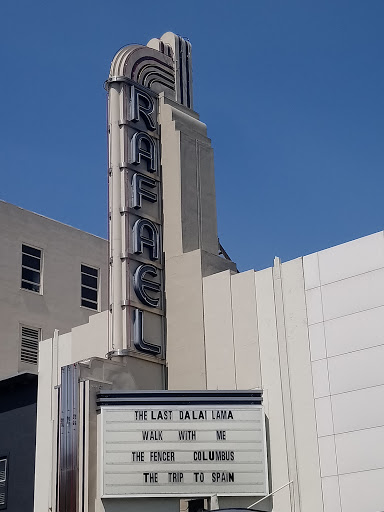 RAFAEL
THE LAST DALAI LAMA
WALK WITH ME
THE FENCER COLUMBUS
THE TRIP TO SPAIN